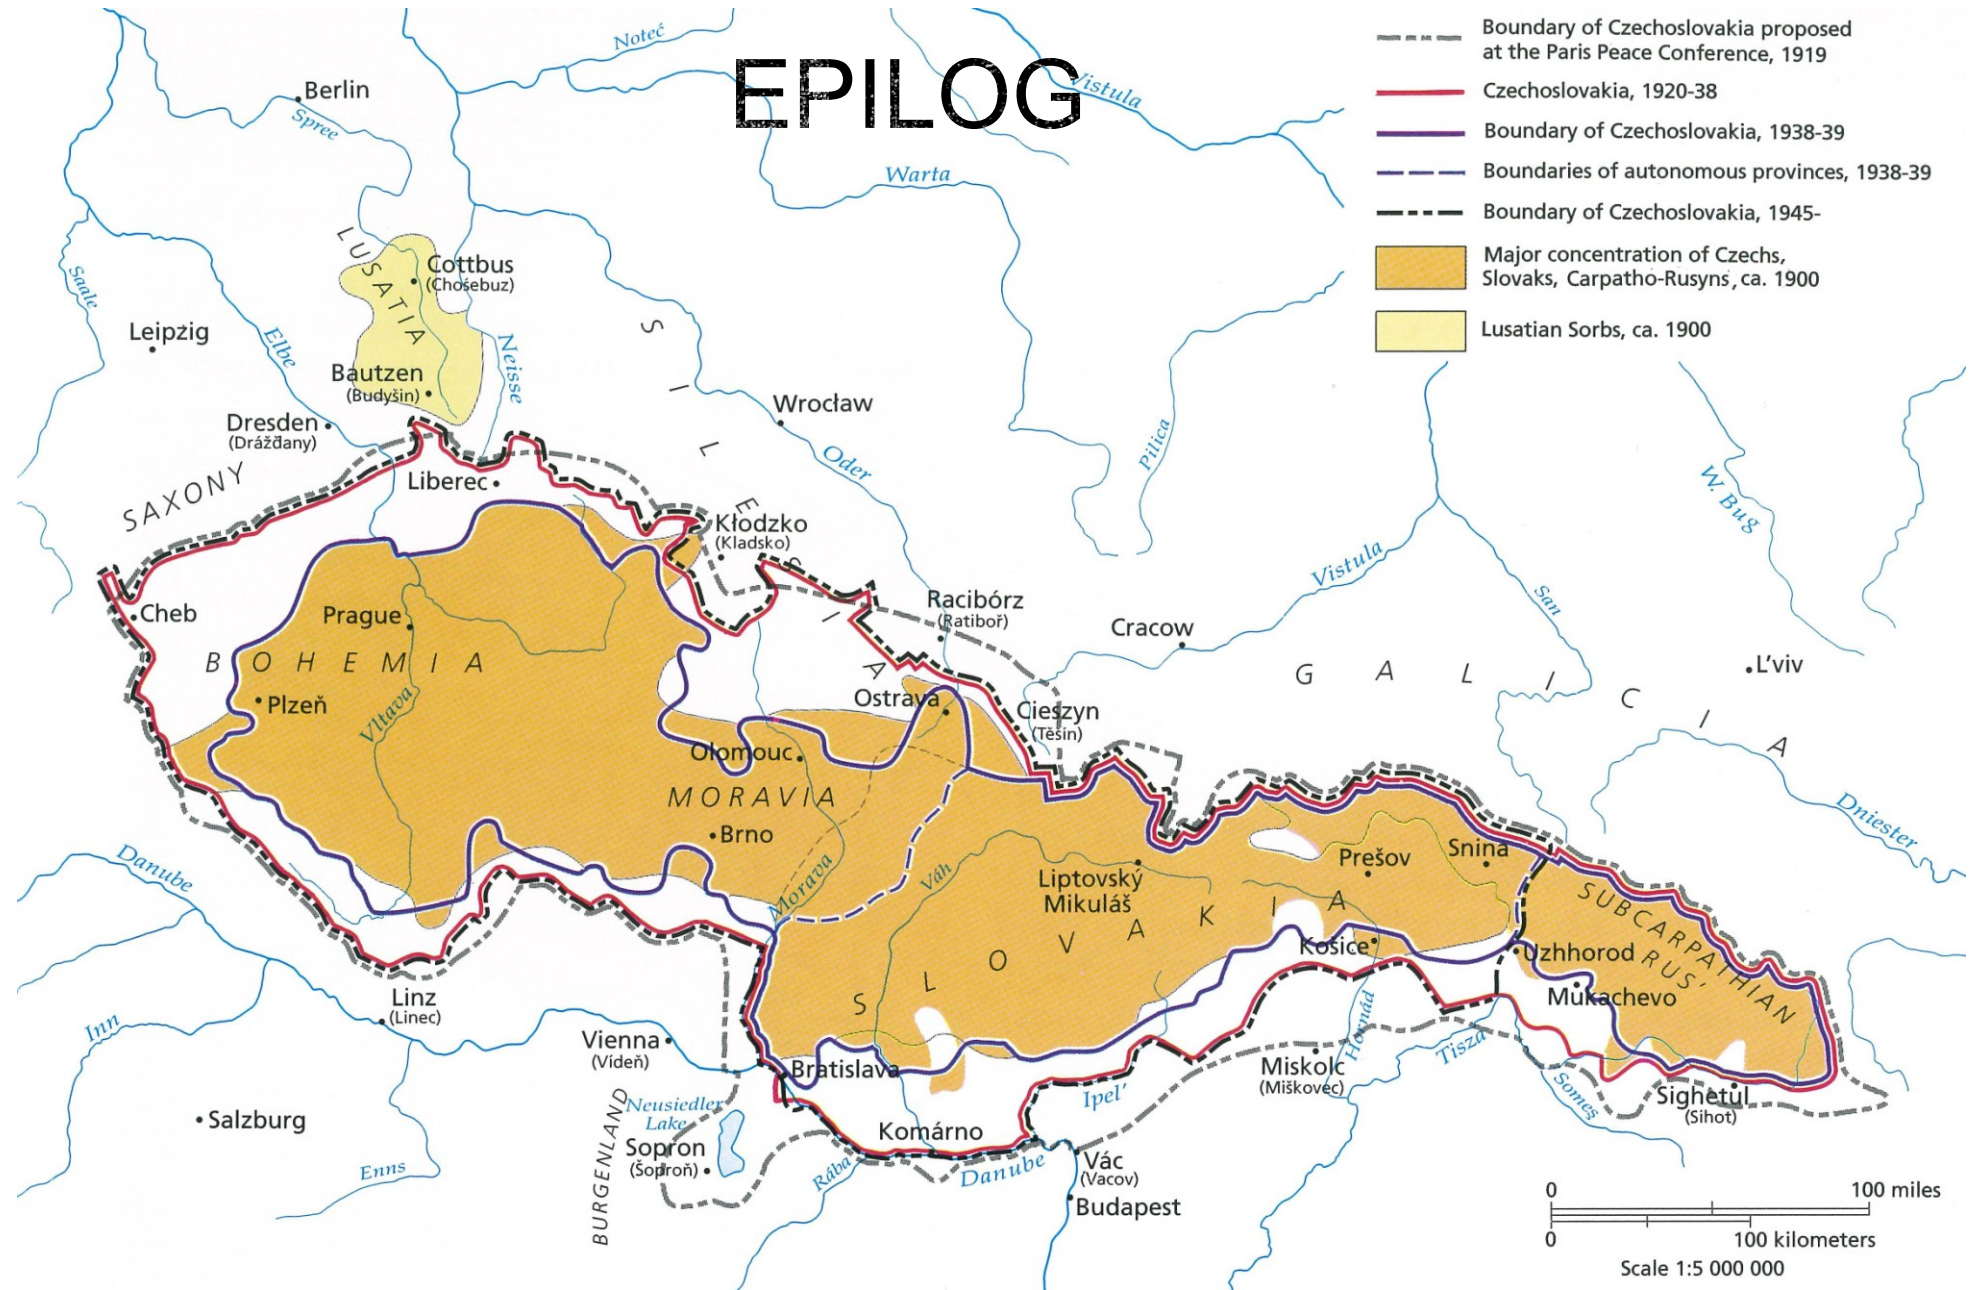 EPILOG
Boundary of Czechoslovakia proposed
at the Paris Peace Conference, 1919
Czechoslovakia, 1920-38
Boundary of Czechoslovakia, 1938-39
Boundaries of autonomous provinces, 1938-39
Boundary of Czechoslovakia, 1945-
Major concentration of Czechs,
Slovaks, Carpatho-Rusyns, ca. 1900
Lusatian Sorbs, ca. 1900
Noteć
Vistula
Berlin
Spree
Warta
LUSATIA
Cottbus
(Chośebuz)
Saale
Leipzig
Elbe
Neisse
Bautzen
(Budyšin)
SILESIA
Wrocław
Dresden
(Drážďany)
Oder
Pilica
W. Bug
SAXONY
Liberec
Kłodzko
(Kladsko)
Vistula
San
Cheb
Prague
Racibórz
(Ratiboř)
Cracow
L'viv
BOHEMIA
GALICIA
Plzeň
Vltava
Ostrava
Cieszyn
(Těšin)
Olomouc
MORAVIA
Brno
Dniester
Danube
Morava
Váh
Liptovský
Mikuláš
Prešov
Snina
SLOVAKIA
Košice
Uzhhorod
SUBCARPATHIAN
RUS'
Mukachevo
Linz
(Linec)
Inn
Vienna
(Vídeň)
Bratislava
Hornád
Tisza
Miskolc
(Miškovec)
Someş
Sighetul
(Sihot)
Salzburg
BURGENLAND
Neusiedler
Lake
Sopron
(Šoproň)
Ipel'
Komárno
Enns
Rába
Danube
Vác
(Vacov)
Budapest
0 100 miles
0 100 kilometers
Scale 1:5 000 000